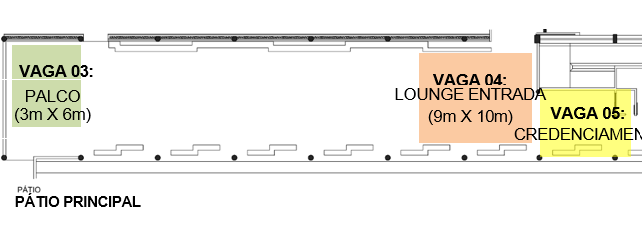 VAGA 03:
PALCO
(3m X 6m)
VAGA 04:
LOUNGE ENTRADA
(9m X 10m)
VAGA 05:
CREDENCIAMEN
PÁTIO
PÁTIO PRINCIPAL